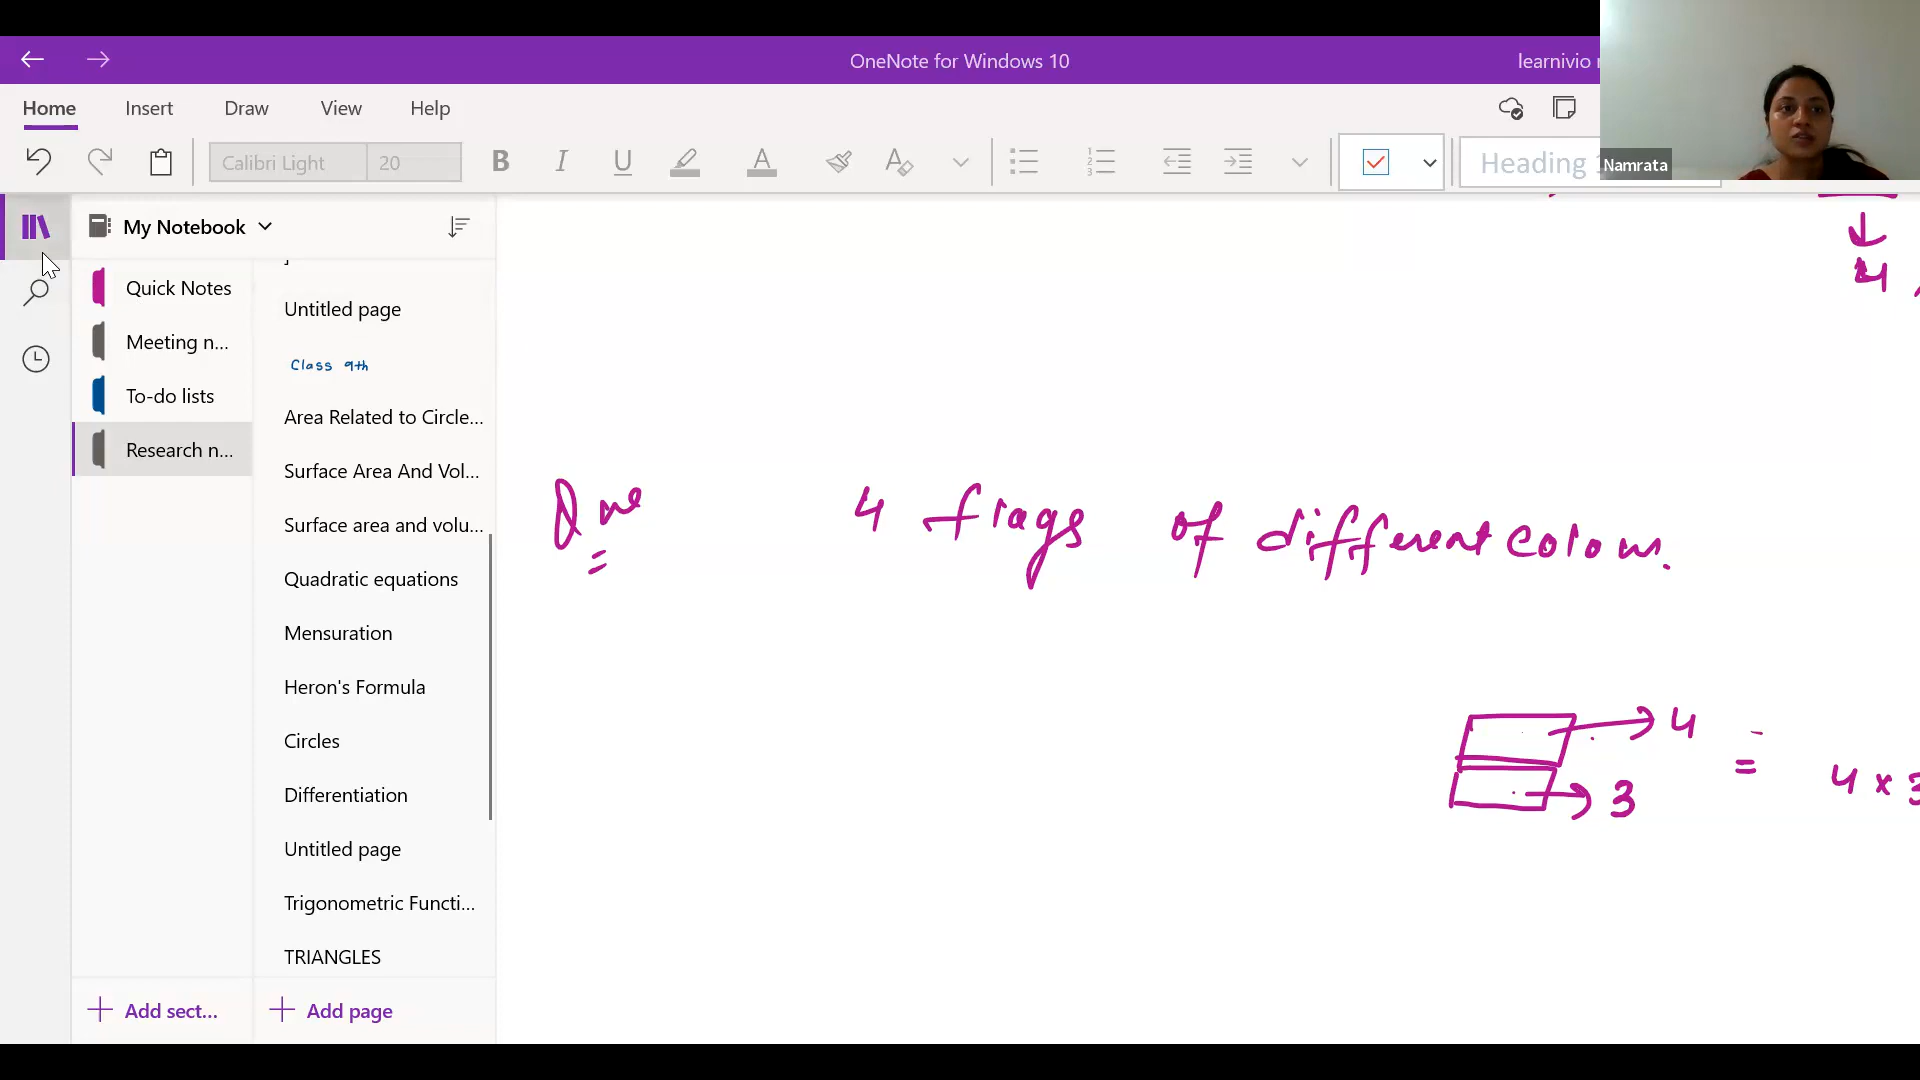 OneNote for Windows 10
learnivio
Home Insert Draw View Help
Calibri Light 20 B I U Heading
Namrata
My Notebook
Quick Notes
Meeting n...
To-do lists
Research n...
Untitled page
Class 9th
Area Related to Circle...
Surface Area And Vol...
Surface area and volu...
Quadratic equations
Mensuration
Heron's Formula
Circles
Differentiation
Untitled page
Trigonometric Functi...
TRIANGLES
Add sect...
Add page
4
Que 4 flags of different colour.
4
= 4 × 3
3